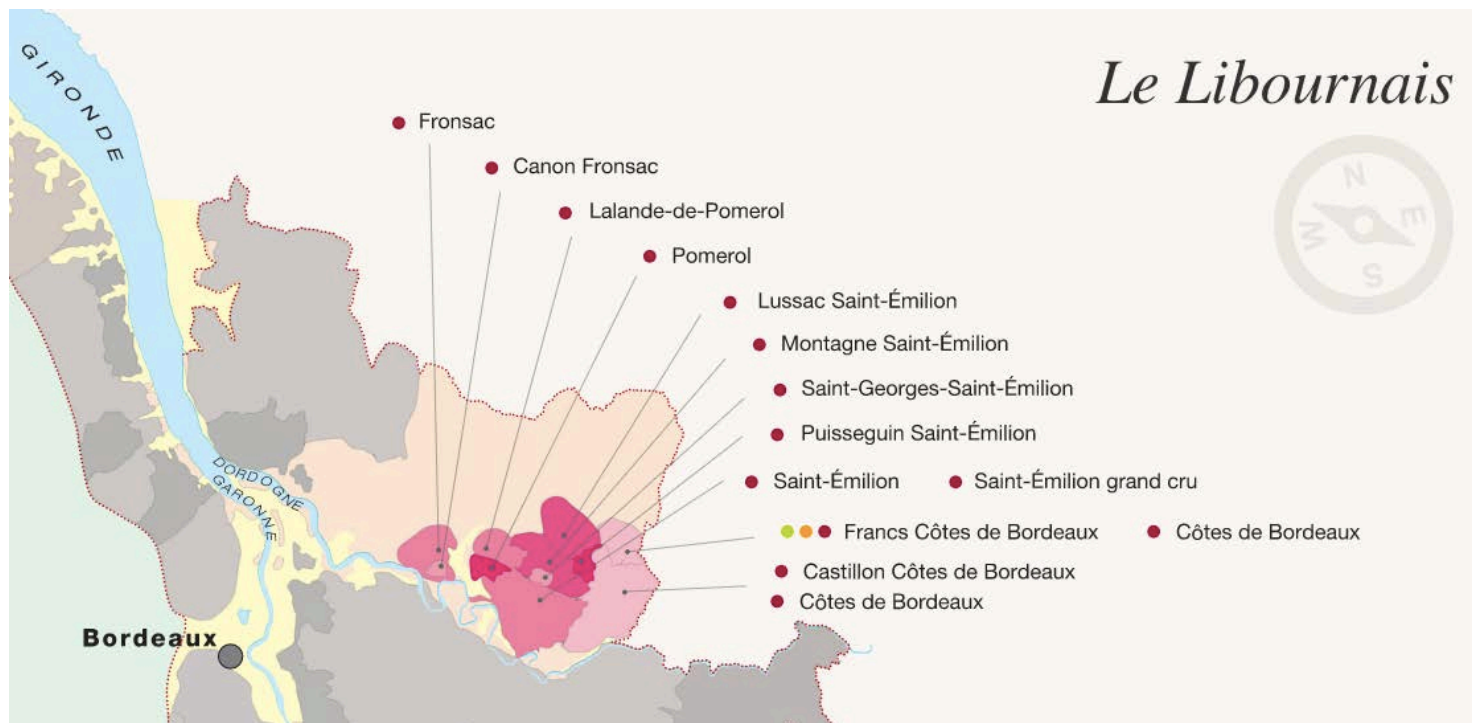 Le Libournais
GIRONDE
Fronsac
Canon Fronsac
N
Lalande-de-Pomerol
E
W
Pomerol
S
Lussac Saint-Émilion
Montagne Saint-Émilion
Saint-Georges-Saint-Émilion
Puisseguin Saint-Émilion
DORDOGNE
GARONNE
Saint-Émilion
Saint-Émilion grand cru
Francs Côtes de Bordeaux
Côtes de Bordeaux
Castillon Côtes de Bordeaux
Côtes de Bordeaux
Bordeaux